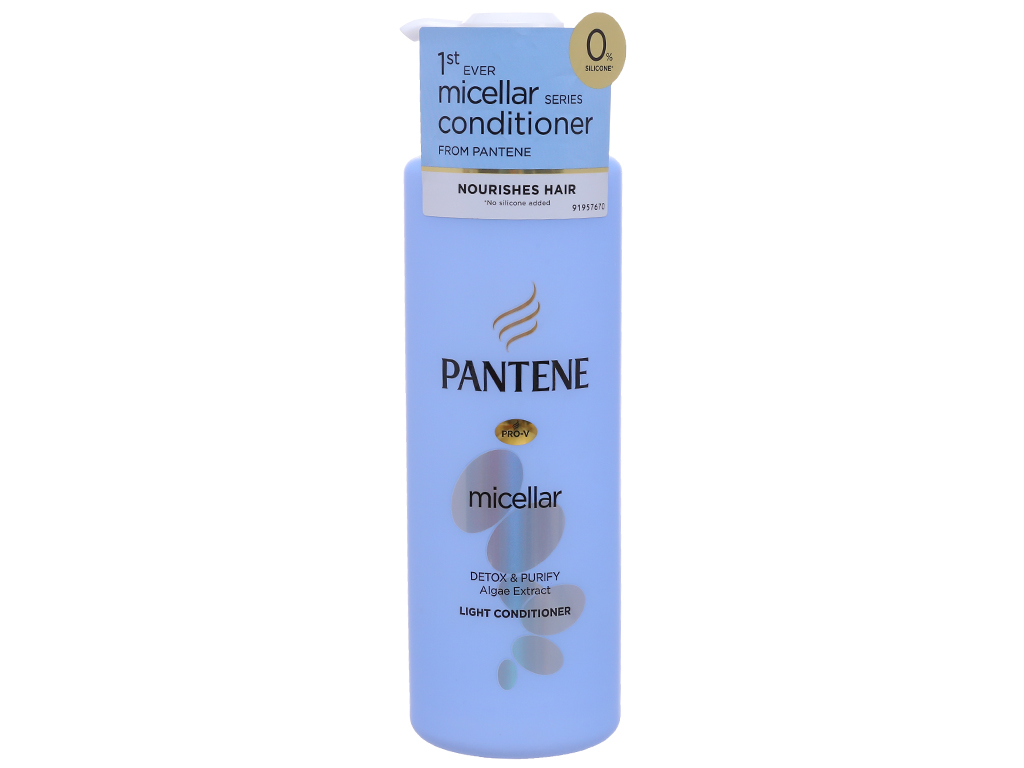 1st EVER
micellar SERIES
conditioner
FROM PANTENE
0%
SILICONE*
NOURISHES HAIR
*No silicone added
91957670
PANTENE
PRO-V
micellar
DETOX & PURIFY
Algae Extract
LIGHT CONDITIONER